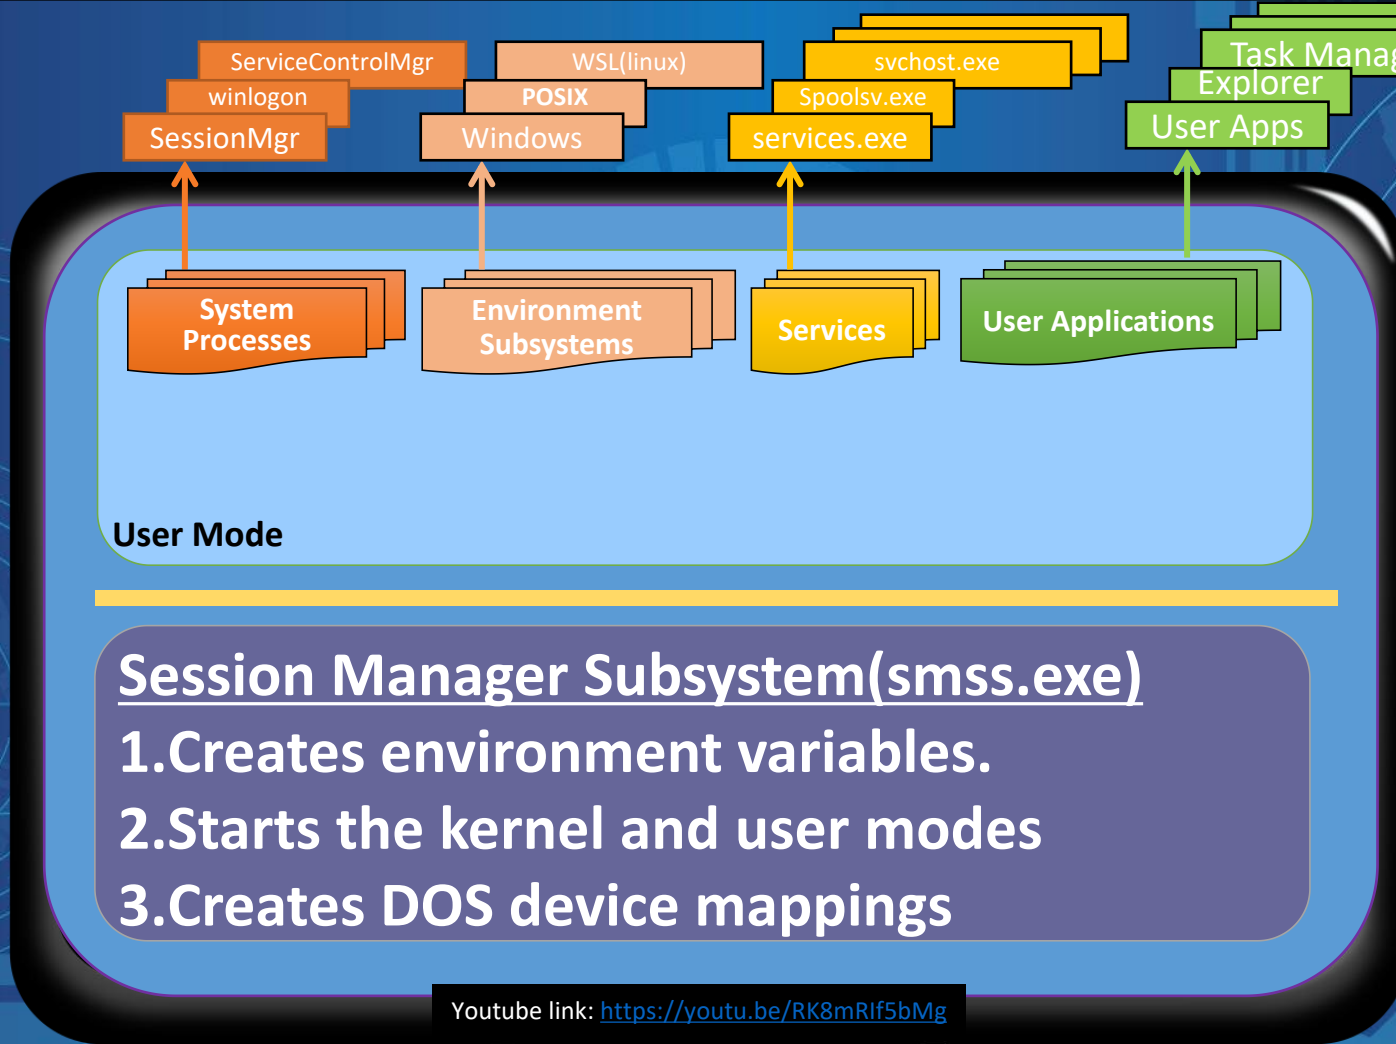 ServiceControlMgr
winlogon
SessionMgr
WSL(linux)
POSIX
Windows
svchost.exe
Spoolsv.exe
services.exe
Task
Explorer
User Apps
System
Processes
Environment
Subsystems
Services
User Applications
User Mode
Session Manager Subsystem(smss.exe)
1.Creates environment variables.
2.Starts the kernel and user modes
3.Creates DOS device mappings
Youtube link: https://youtu.be/RK8mRIf5bMg